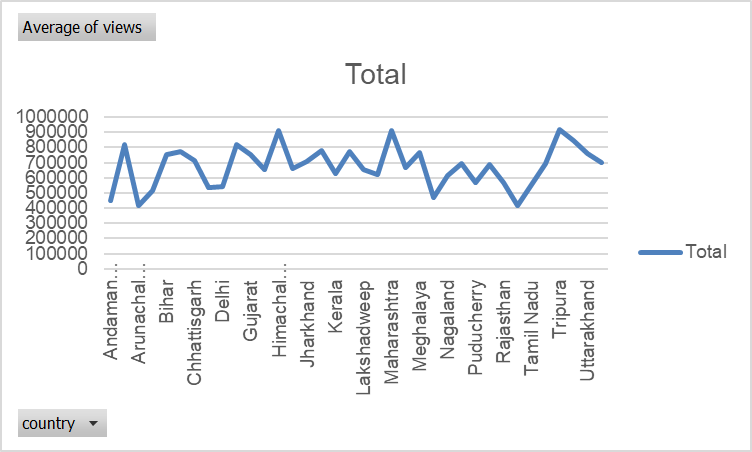 Average of views
Total
1000000
900000
800000
700000
600000
500000
400000
300000
200000
100000
0
Andaman...
Arunachal...
Bihar
Chhattisgarh
Delhi
Gujarat
Himachal...
Jharkhand
Kerala
Lakshadweep
Maharashtra
Meghalaya
Nagaland
Puducherry
Rajasthan
Tamil Nadu
Tripura
Uttarakhand
Total
country